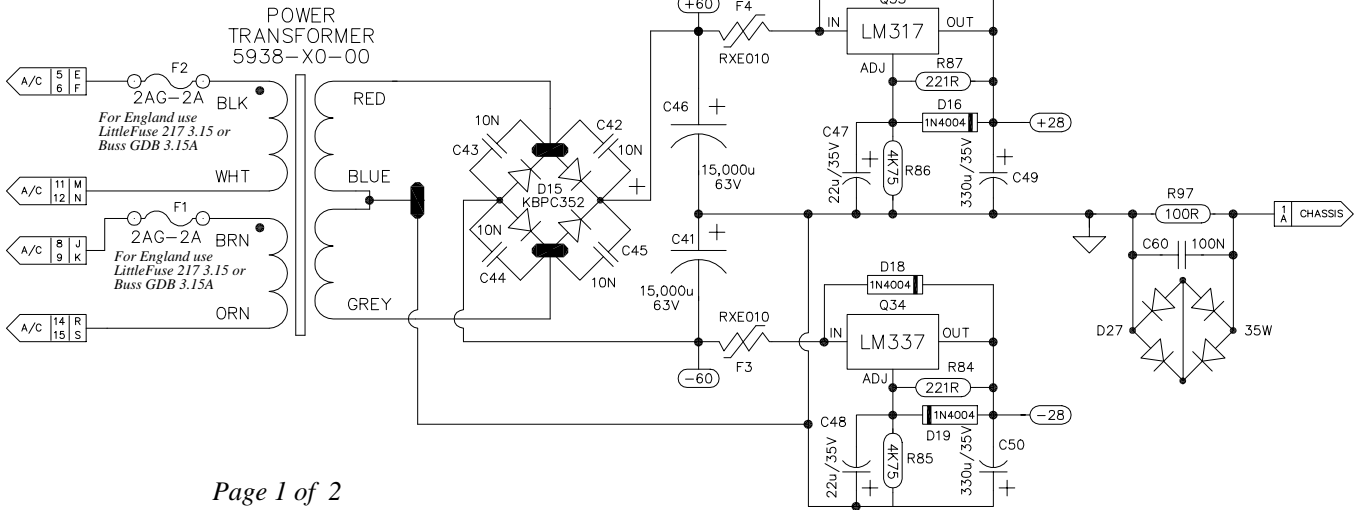 POWER
TRANSFORMER
5938-X0-00
A/C 5 E
6 F
F2
2AG-2A
For England use
LittleFuse 217 3.15 or
Buss GDB 3.15A
BLK
WHT
A/C 11 M
12 N
F1
2AG-2A
For England use
LittleFuse 217 3.15 or
Buss GDB 3.15A
A/C 8 J
9 K
BRN
ORN
A/C 14 R
15 S
RED
BLUE
GREY
10N
C43
C42
10N
D15
KBPC352
+
10N
C44
C45
10N
+60
F4
RXE010
C46
+
15,000u
63V
C41
+
15,000u
63V
RXE010
F3
-60
IN
LM317
OUT
ADJ
R87
221R
D16
1N4004
+28
C47
+
22u/35V
4K75
R86
330u/35V
+
C49
D18
1N4004
Q34
IN
LM337
OUT
ADJ
R84
221R
1N4004
D19
-28
C48
22u/35V
+
4K75
R85
330u/35V
C50
+
R97
100R
1
A CHASSIS
C60
100N
D27
35W
Page 1 of 2